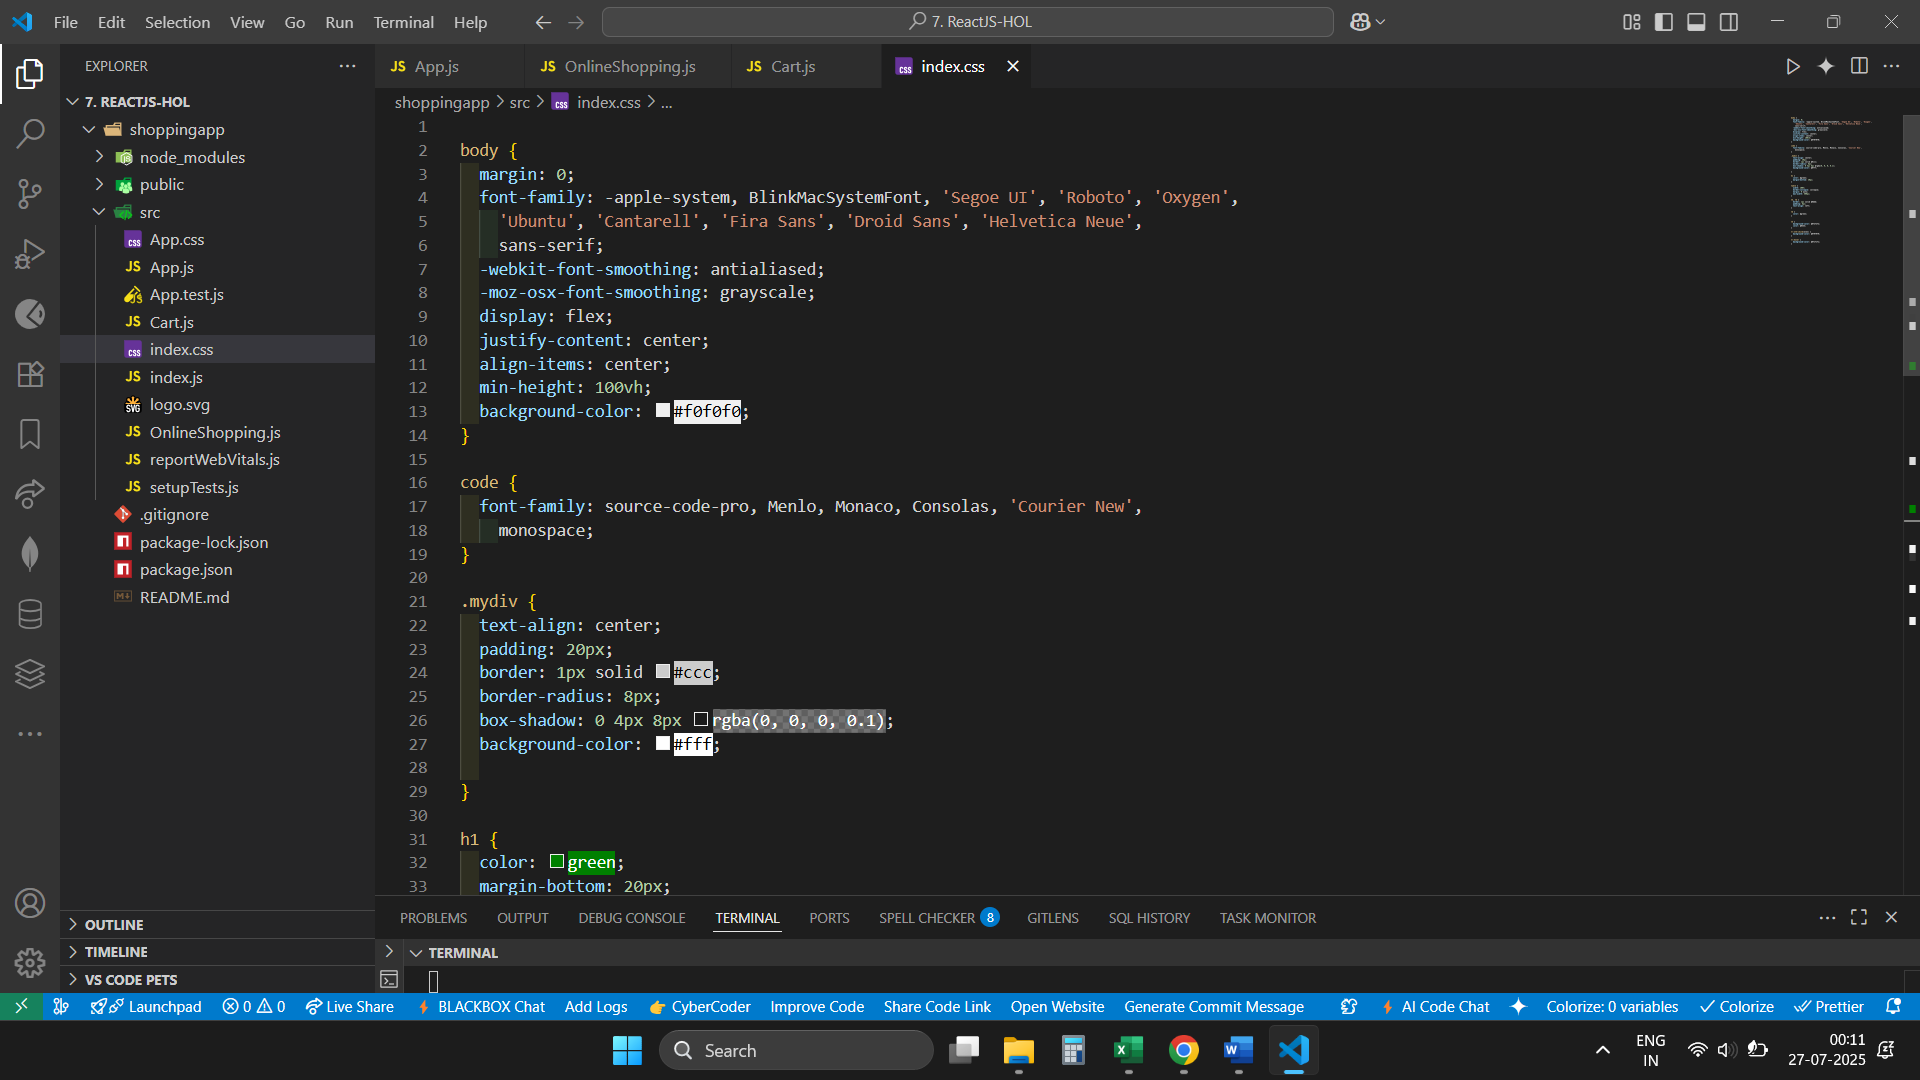 File Edit Selection View Go Run Terminal Help
7. ReactJS-HOL
EXPLORER
7. REACTJS-HOL
shoppingapp
node_modules
public
src
App.css
App.js
App.test.js
Cart.js
index.css
index.js
logo.svg
OnlineShopping.js
reportWebVitals.js
setupTests.js
.gitignore
package-lock.json
package.json
README.md
OUTLINE
TIMELINE
VS CODE PETS
JS App.js JS OnlineShopping.js JS Cart.js index.css
shoppingapp > src > index.css > ...
1
2 body {
3 margin: 0;
4 font-family: -apple-system, BlinkMacSystemFont, 'Segoe UI', 'Roboto', 'Oxygen',
5 'Ubuntu', 'Cantarell', 'Fira Sans', 'Droid Sans', 'Helvetica Neue',
6 sans-serif;
7 -webkit-font-smoothing: antialiased;
8 -moz-osx-font-smoothing: grayscale;
9 display: flex;
10 justify-content: center;
11 align-items: center;
12 min-height: 100vh;
13 background-color: #f0f0f0;
14 }
15
16 code {
17 font-family: source-code-pro, Menlo, Monaco, Consolas, 'Courier New',
18 monospace;
19 }
20
21 .mydiv {
22 text-align: center;
23 padding: 20px;
24 border: 1px solid #ccc;
25 border-radius: 8px;
26 box-shadow: 0 4px 8px rgba(0, 0, 0, 0.1);
27 background-color: #fff;
28
29 }
30
31 h1 {
32 color: green;
33 margin-bottom: 20px;
PROBLEMS OUTPUT DEBUG CONSOLE TERMINAL PORTS SPELL CHECKER 8 GITLENS SQL HISTORY TASK MONITOR
TERMINAL
Launchpad 0 0 Live Share BLACKBOX Chat Add Logs CyberCoder Improve Code Share Code Link Open Website Generate Commit Message AI Code Chat Colorize: 0 variables Colorize Prettier
Search
ENG
IN
00:11
27-07-2025